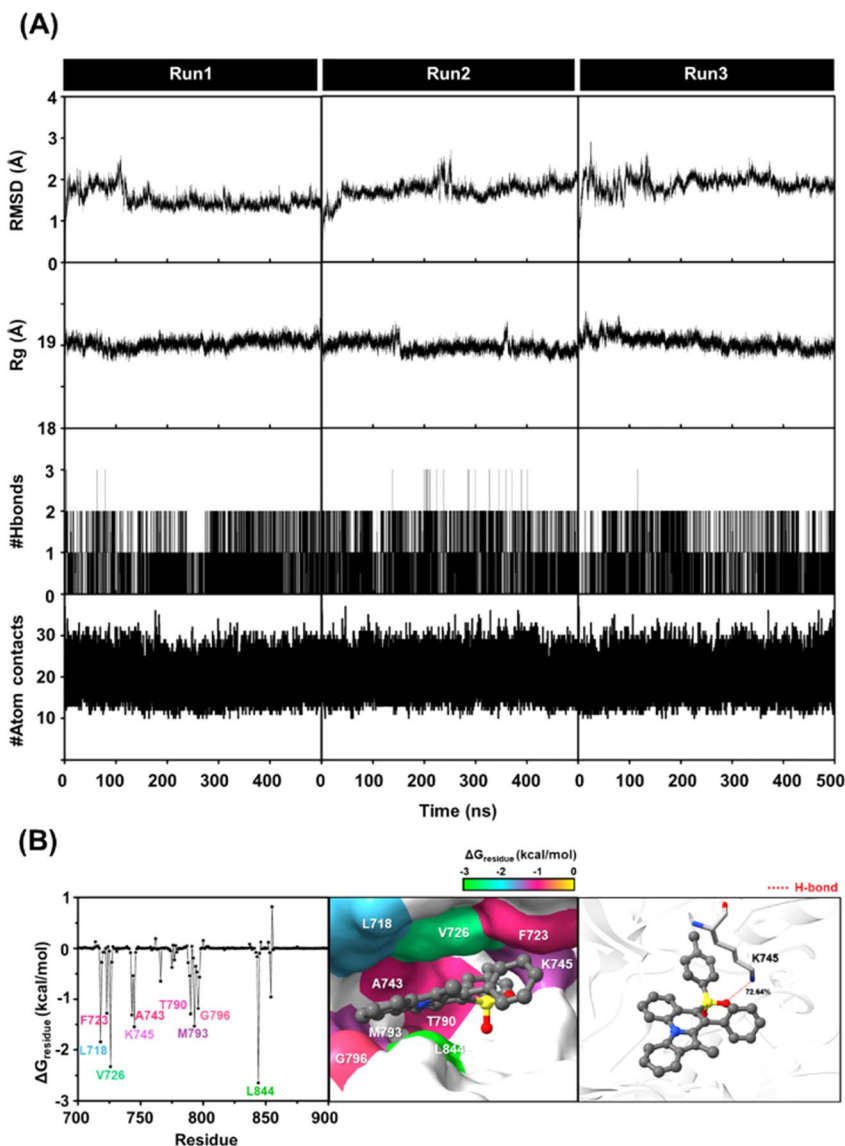 (A)
Run1 Run2 Run3
4
3
2
1
0
RMSD (Å)
19
18
Rg (Å)
3
2
1
0
#Hbonds
30
20
10
#Atom contacts
0 100 200 300 400 0 100 200 300 400 0 100 200 300 400 500
Time (ns)
(B)
ΔGresidue (kcal/mol)
-3 -2 -1 0
H-bond
1
0
-1
-2
-3
ΔGresidue (kcal/mol)
F723
L718
V726
A743
K745
T790
M793
G796
L844
700 750 800 850 900
Residue
L718
V726
F723
K745
A743
M793
T790
L844
G796
K745
72.64%